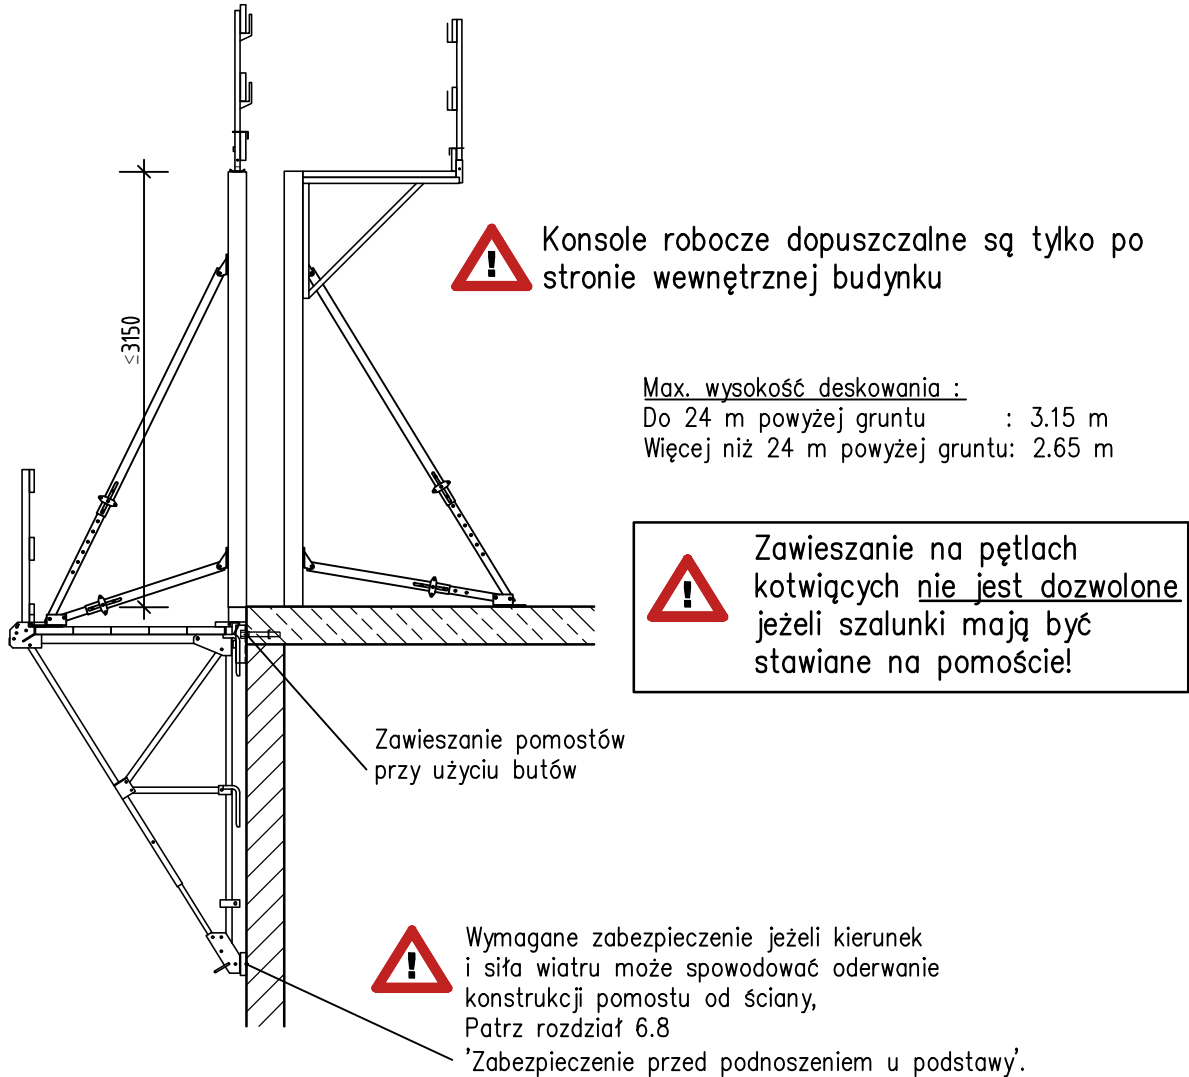 Konsole robocze dopuszczalne są tylko po
stronie wewnętrznej budynku
≤3150
Max. wysokość deskowania :
Do 24 m powyżej gruntu : 3.15 m
Więcej niż 24 m powyżej gruntu: 2.65 m
Zawieszanie na pętlach
kotwiących nie jest dozwolone
jeżeli szalunki mają być
stawiane na pomoście!
Zawieszanie pomostów
przy użyciu butów
Wymagane zabezpieczenie jeżeli kierunek
i siła wiatru może spowodować oderwanie
konstrukcji pomostu od ściany,
Patrz rozdział 6.8
'Zabezpieczenie przed podnoszeniem u podstawy'.